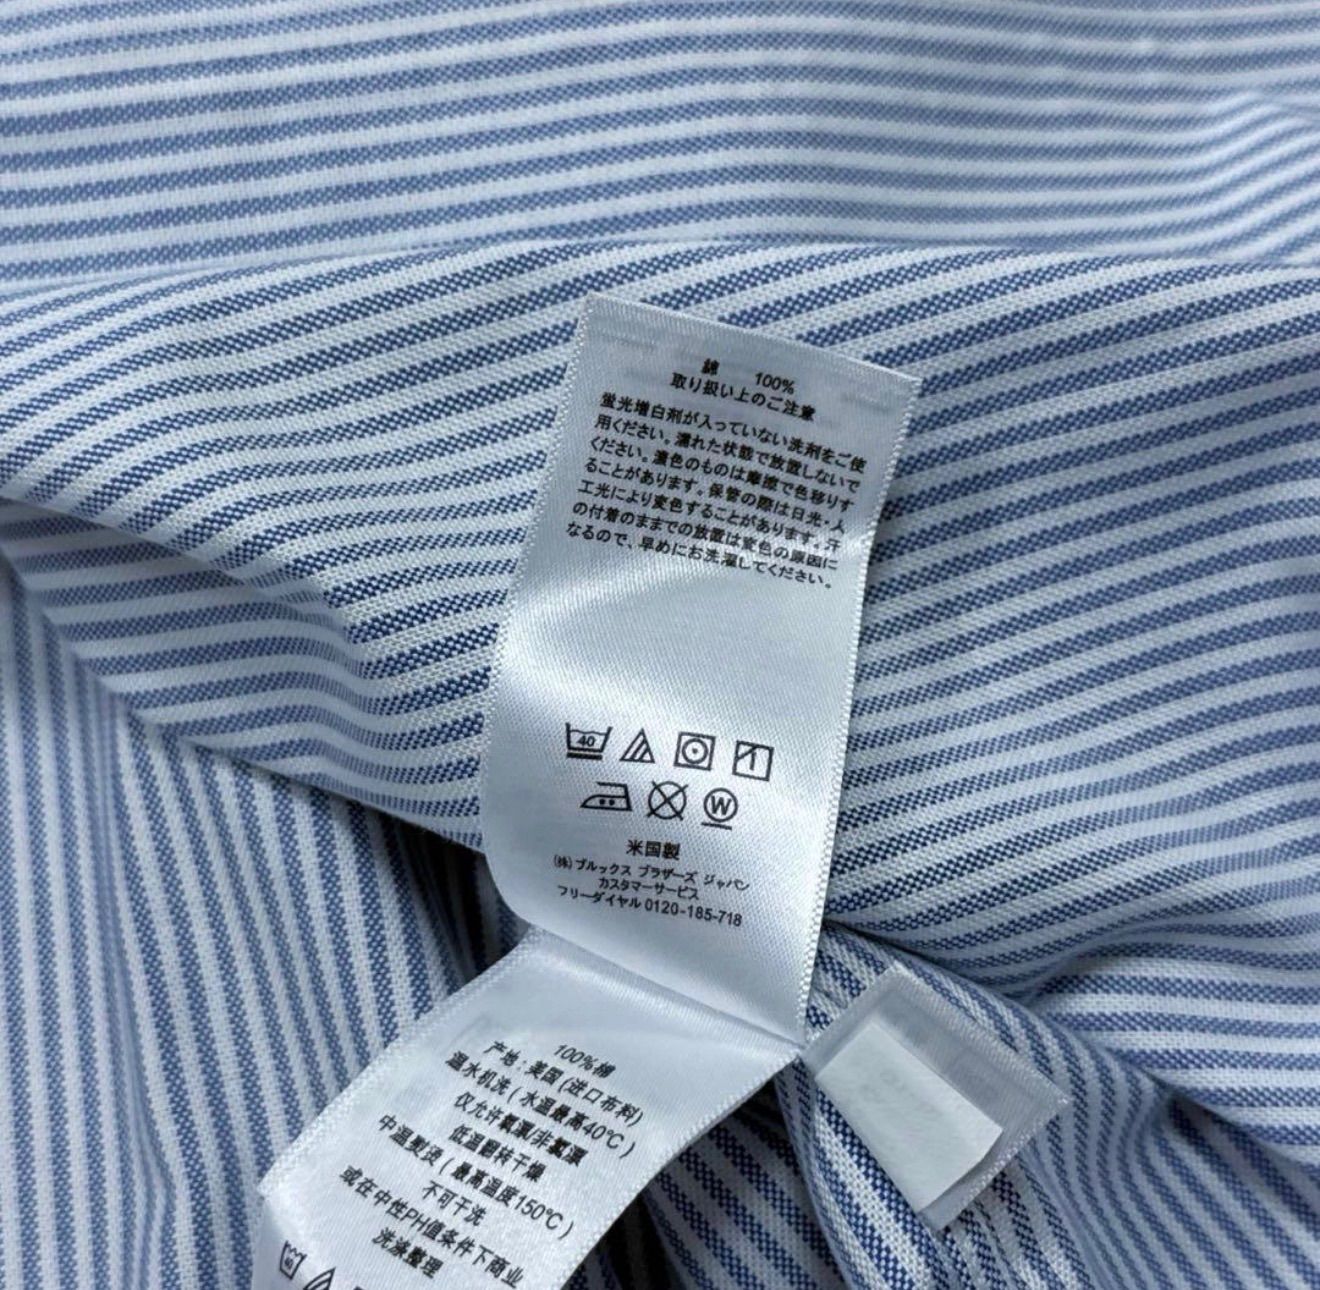 綿 100%
取り扱い上のご注意
蛍光増白剤が入っていない洗剤をご使
用ください。濡れた状態で放置しないで
ください。濃色のものは摩擦で色移りす
ることがあります。保管の際は日光・人
工光により変色することがあります。汗
の付着のままでの放置は変色の原因に
なるので、早めにお洗濯してください。
40
1
W
米国製
(株)ブルックス ブラザーズ ジャパン
カスタマーサービス
フリーダイヤル 0120-185-718
100%棉
产地：美国(进口布料)
温水机洗(水温最高40℃)
仅允许氧漂/非氯漂
低温翻转干燥
中温熨烫(最高温度150℃)
不可干洗
或在中性PH值条件下商业
洗涤整理
40